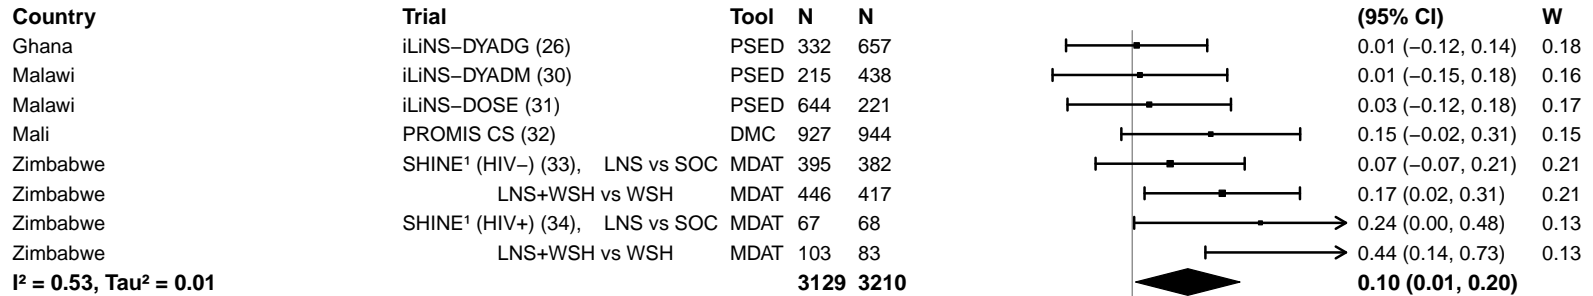 Country Trial Tool N N (95% CI) W
Ghana iLiNS−DYADG (26) PSED 332 657 0.01 (−0.12, 0.14) 0.18
Malawi iLiNS−DYADM (30) PSED 215 438 0.01 (−0.15, 0.18) 0.16
Malawi iLiNS−DOSE (31) PSED 644 221 0.03 (−0.12, 0.18) 0.17
Mali PROMIS CS (32) DMC 927 944 0.15 (−0.02, 0.31) 0.15
Zimbabwe SHINE¹ (HIV−) (33), LNS vs SOC MDAT 395 382 0.07 (−0.07, 0.21) 0.21
Zimbabwe LNS+WSH vs WSH MDAT 446 417 0.17 (0.02, 0.31) 0.21
Zimbabwe SHINE¹ (HIV+) (34), LNS vs SOC MDAT 67 68 0.24 (0.00, 0.48) 0.13
Zimbabwe LNS+WSH vs WSH MDAT 103 83 0.44 (0.14, 0.73) 0.13
I² = 0.53, Tau² = 0.01 3129 3210 0.10 (0.01, 0.20)